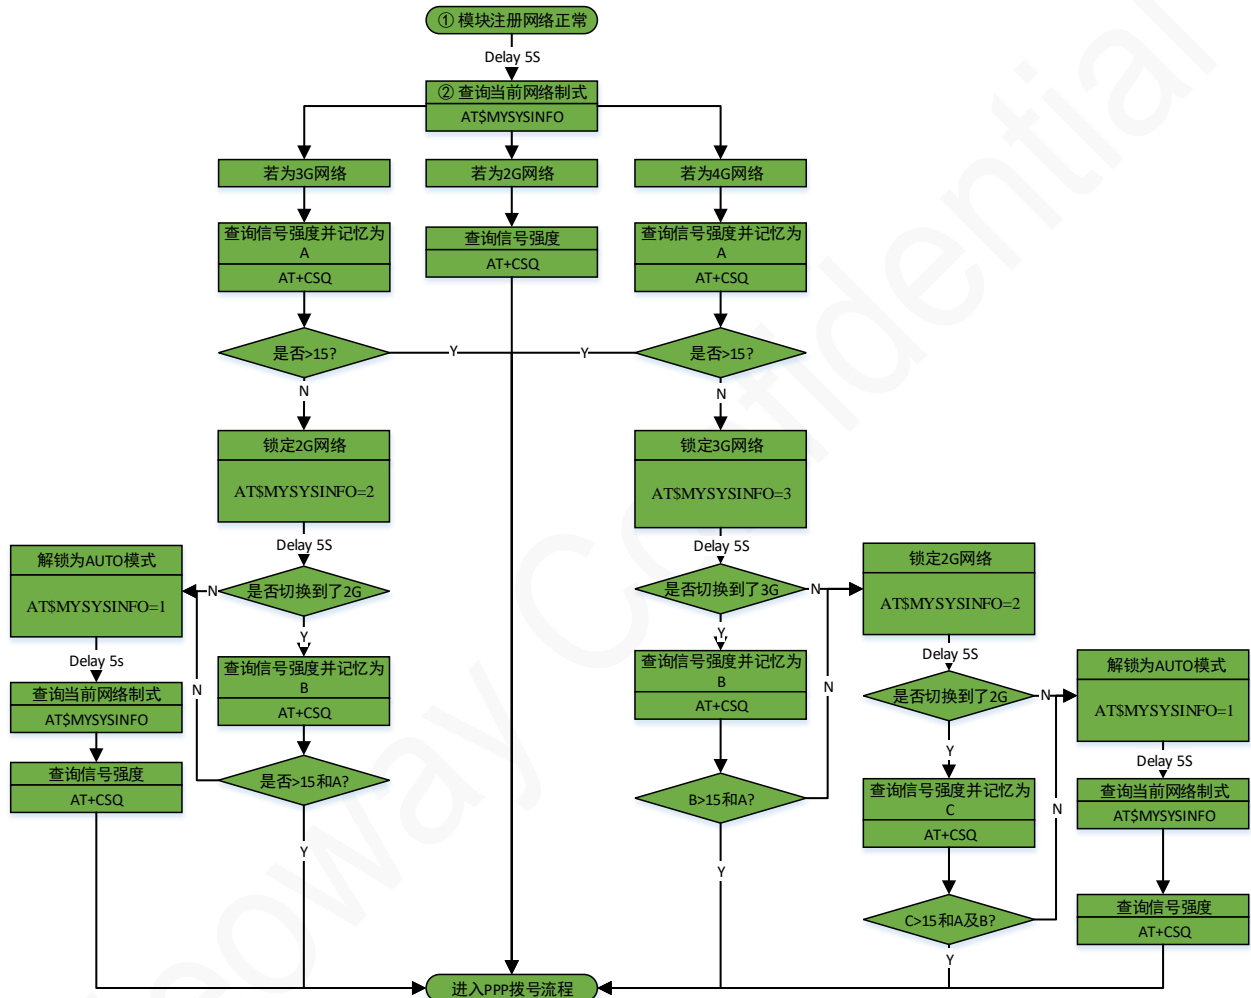 ① 模块注册网络正常
Delay 5S
② 查询当前网络制式
AT$MYSYSINFO
若为3G网络
若为2G网络
若为4G网络
查询信号强度并记忆为
A
AT+CSQ
查询信号强度
AT+CSQ
查询信号强度并记忆为
A
AT+CSQ
是否>15?
Y
Y
是否>15?
N
N
锁定2G网络
AT$MYSYSINFO=2
锁定3G网络
AT$MYSYSINFO=3
Delay 5S
Delay 5S
解锁为AUTO模式
AT$MYSYSINFO=1
N
是否切换到了2G
是否切换到了3G
N
锁定2G网络
AT$MYSYSINFO=2
Y
Y
Delay 5s
Delay 5S
查询当前网络制式
AT$MYSYSINFO
N
查询信号强度并记忆为
B
AT+CSQ
查询信号强度并记忆为
B
AT+CSQ
N
是否切换到了2G
N
解锁为AUTO模式
AT$MYSYSINFO=1
Y
Delay 5S
查询信号强度
AT+CSQ
是否>15和A?
B>15和A?
查询信号强度并记忆为
C
AT+CSQ
N
查询当前网络制式
AT$MYSYSINFO
Y
Y
C>15和A及B?
查询信号强度
AT+CSQ
Y
进入PPP拨号流程
Confidential